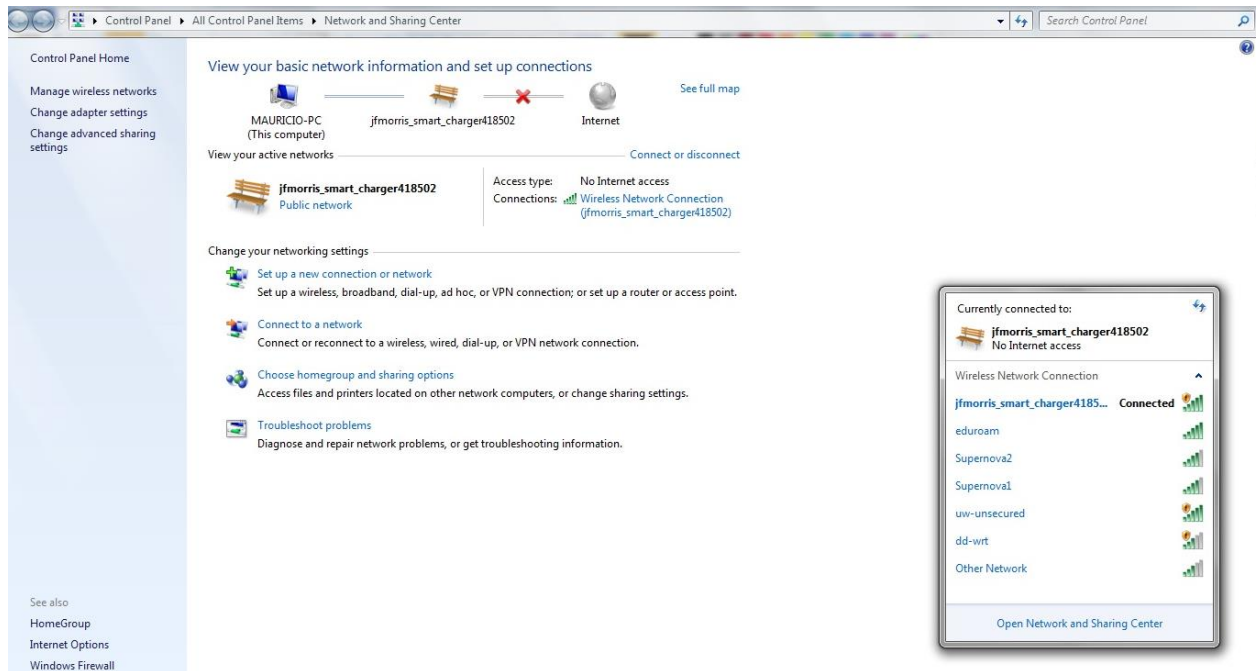 Control Panel ▸ All Control Panel Items ▸ Network and Sharing Center
Search Control Panel
Control Panel Home
Manage wireless networks
Change adapter settings
Change advanced sharing
settings
See also
HomeGroup
Internet Options
Windows Firewall
View your basic network information and set up connections
See full map
MAURICIO-PC
(This computer)
jfmorris_smart_charger418502
Internet
View your active networks
Connect or disconnect
jfmorris_smart_charger418502
Public network
Access type: No Internet access
Connections: Wireless Network Connection
(jfmorris_smart_charger418502)
Change your networking settings
Set up a new connection or network
Set up a wireless, broadband, dial-up, ad hoc, or VPN connection; or set up a router or access point.
Connect to a network
Connect or reconnect to a wireless, wired, dial-up, or VPN network connection.
Choose homegroup and sharing options
Access files and printers located on other network computers, or change sharing settings.
Troubleshoot problems
Diagnose and repair network problems, or get troubleshooting information.
Currently connected to:
jfmorris_smart_charger418502
No Internet access
Wireless Network Connection
jfmorris_smart_charger4185... Connected
eduroam
Supernova2
Supernova1
uw-unsecured
dd-wrt
Other Network
Open Network and Sharing Center